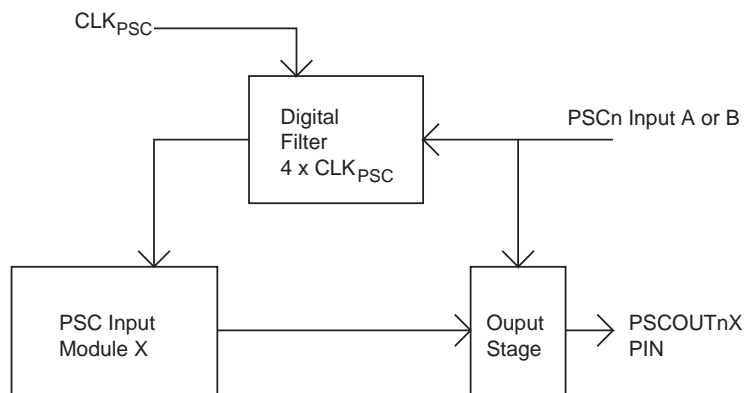 CLKPSC
Digital
Filter
4 x CLKPSC
PSCn Input A or B
PSC Input
Module X
Ouput
Stage
PSCOUTnX
PIN